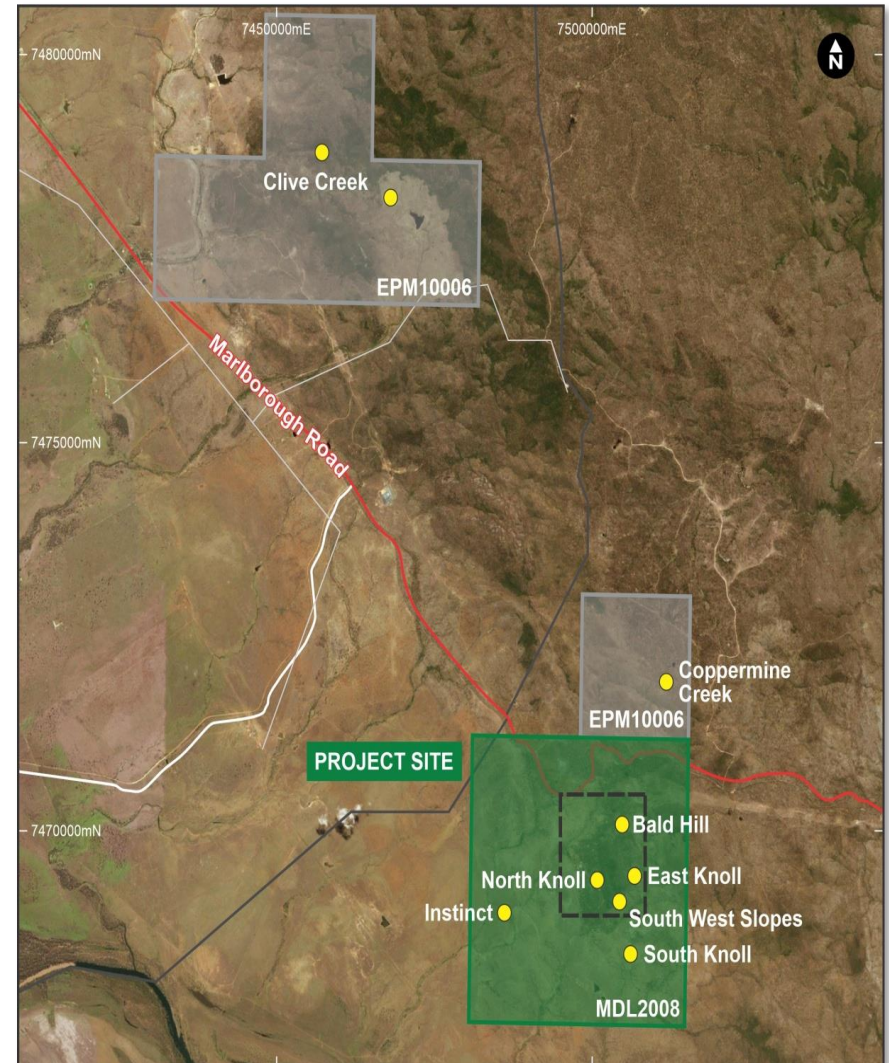 7450000mE
7500000mE
7480000mN
N
Clive Creek
EPM10006
Marlborough Road
7475000mN
Coppermine
Creek
EPM10006
PROJECT SITE
7470000mN
Bald Hill
North Knoll
East Knoll
Instinct
South West Slopes
South Knoll
MDL2008